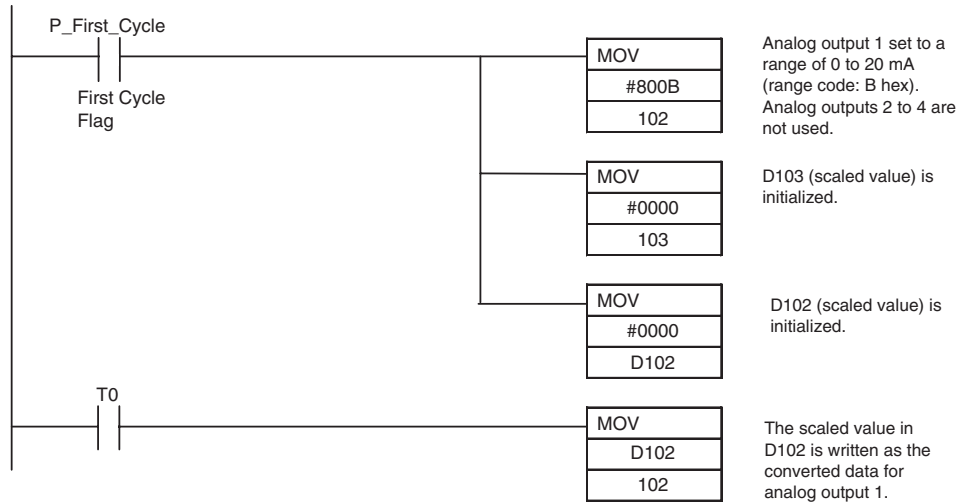 P_First_Cycle
First Cycle
Flag
MOV
#800B
102
Analog output 1 set to a
range of 0 to 20 mA
(range code: B hex).
Analog outputs 2 to 4 are
not used.
MOV
#0000
103
D103 (scaled value) is
initialized.
MOV
#0000
D102
D102 (scaled value) is
initialized.
T0
MOV
D102
102
The scaled value in
D102 is written as the
converted data for
analog output 1.